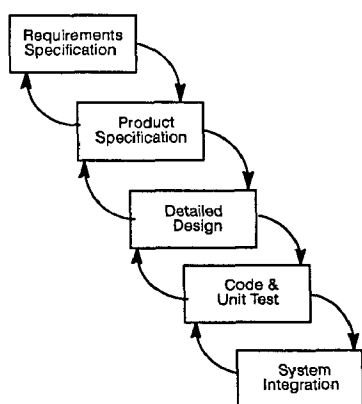 Requirements
Specification
Product
Specification
Detailed
Design
Code &
Unit Test
System
Integration